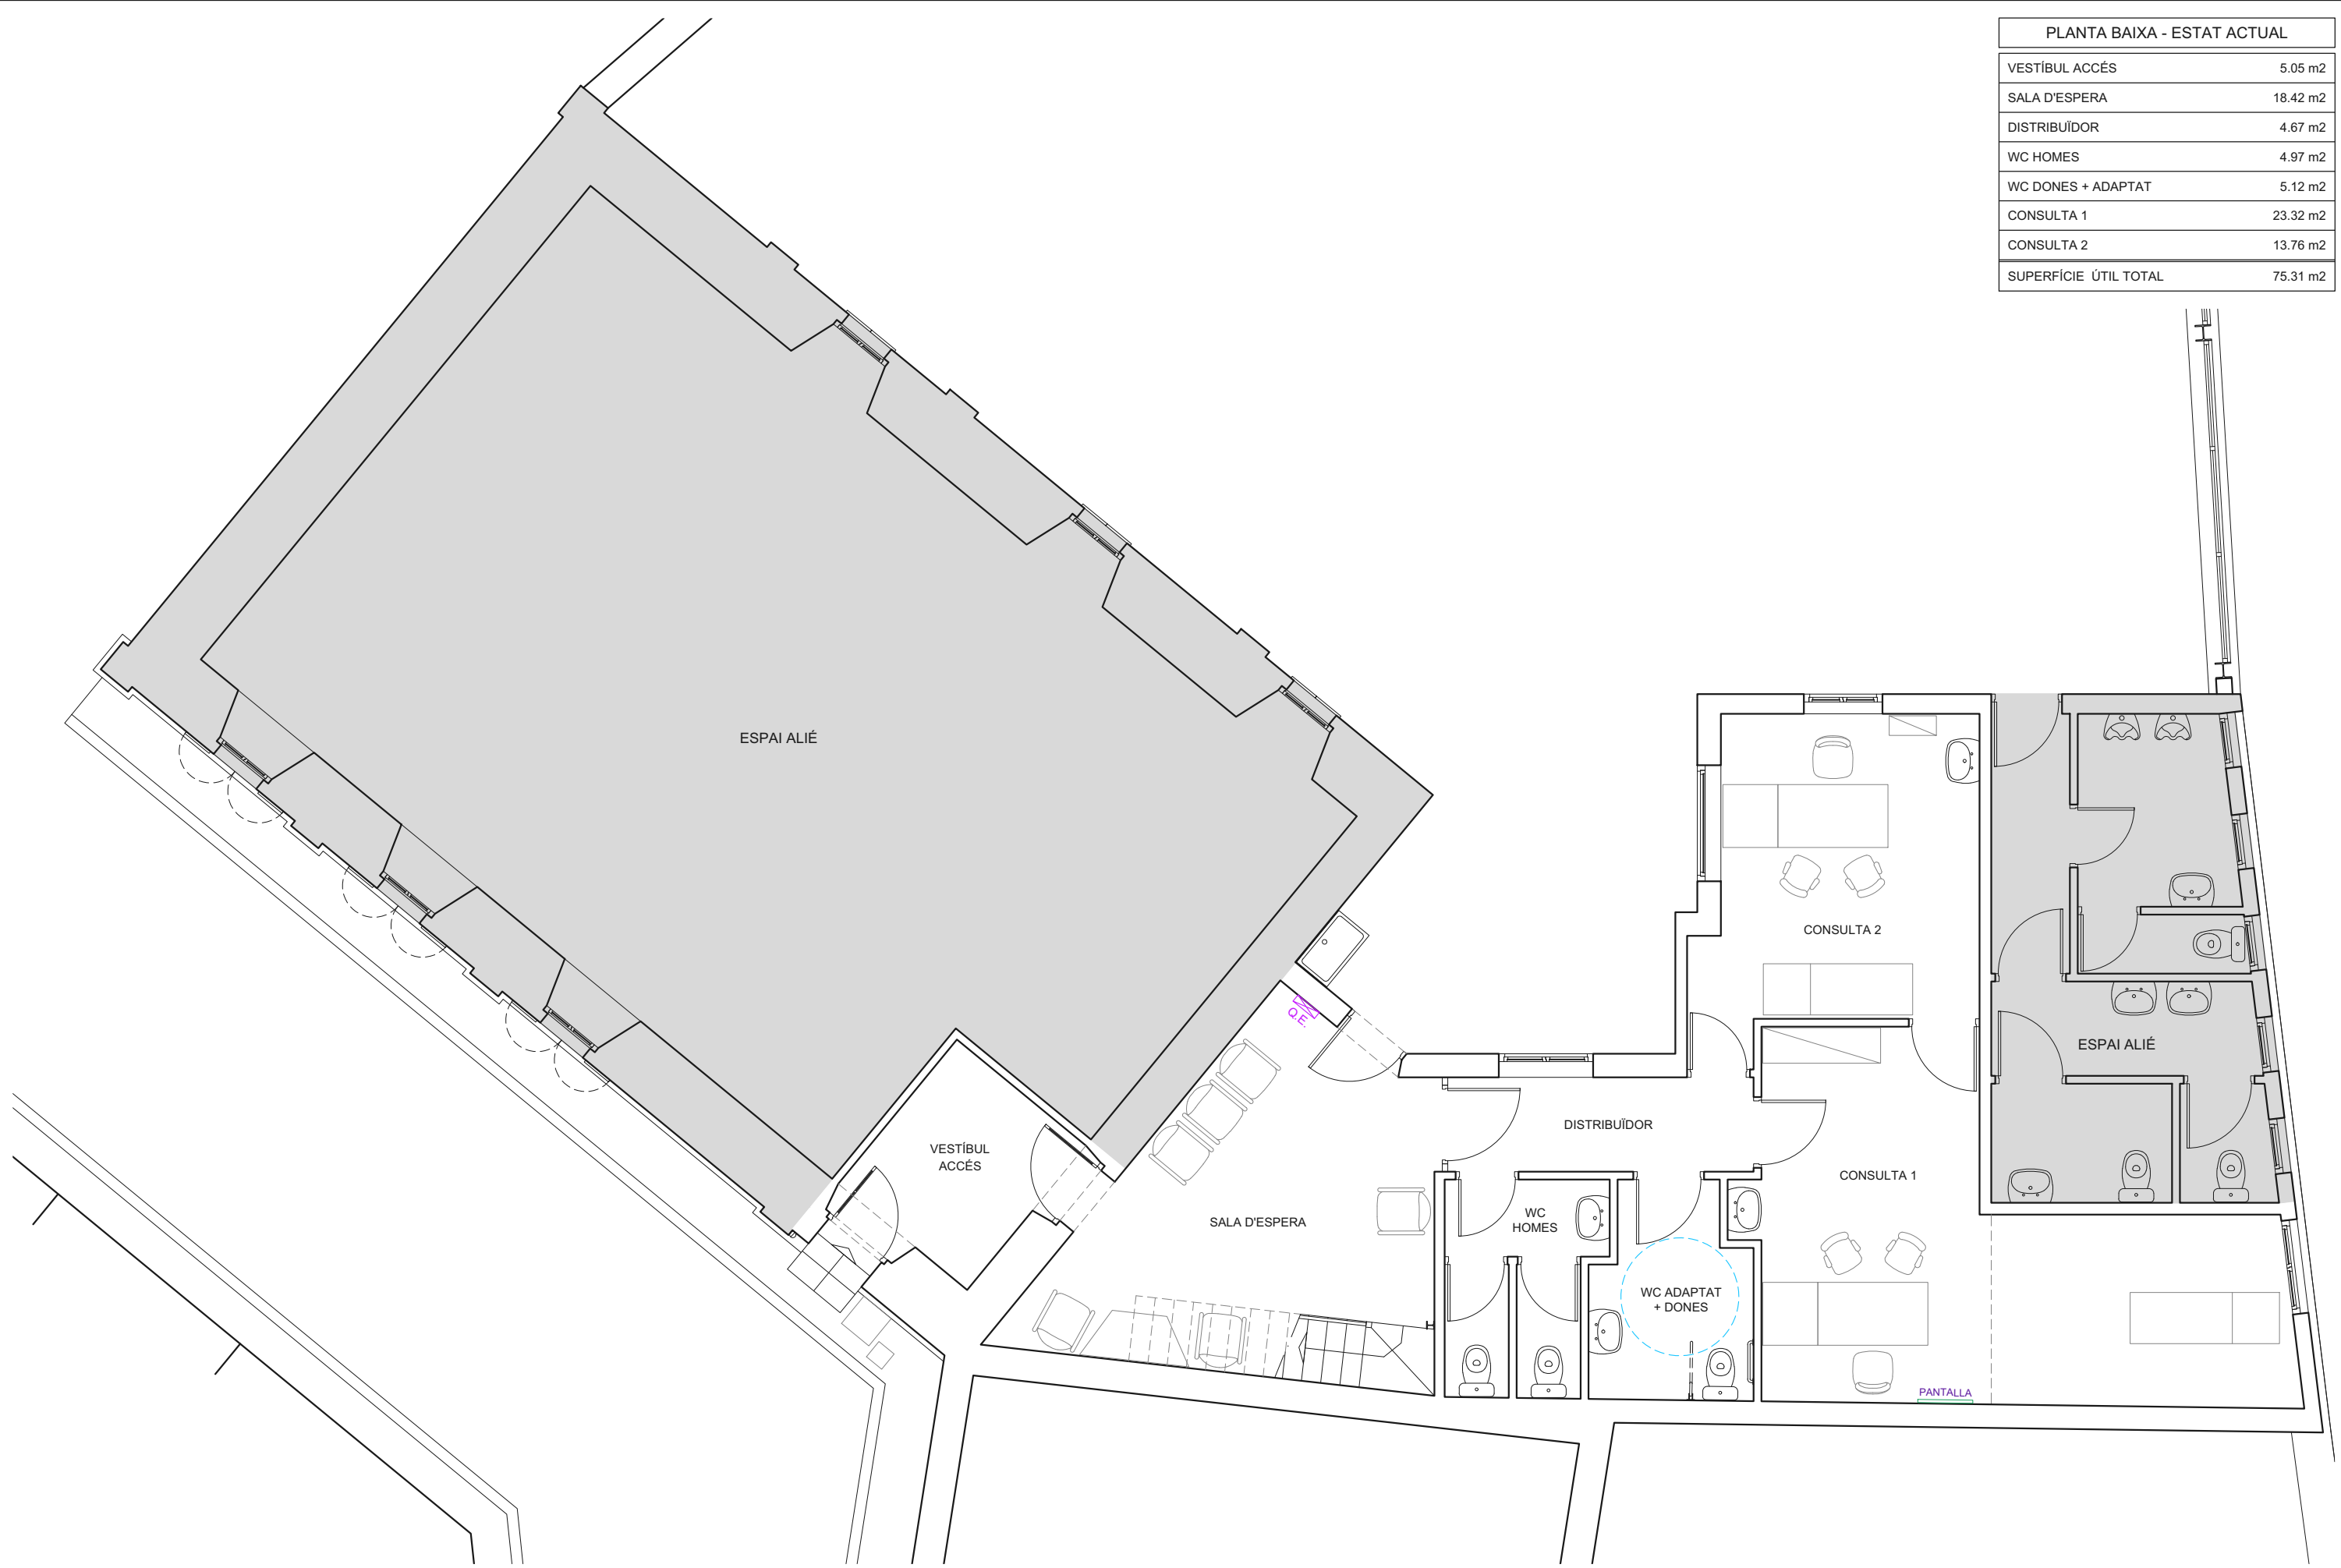 PLANTA BAIXA - ESTAT ACTUAL
VESTÍBUL ACCÉS 5.05 m2
SALA D'ESPERA 18.42 m2
DISTRIBUÏDOR 4.67 m2
WC HOMES 4.97 m2
WC DONES + ADAPTAT 5.12 m2
CONSULTA 1 23.32 m2
CONSULTA 2 13.76 m2
SUPERFÍCIE ÚTIL TOTAL 75.31 m2
ESPAI ALIÉ
CONSULTA 2
Q.E.
ESPAI ALIÉ
DISTRIBUÏDOR
VESTÍBUL
ACCÉS
CONSULTA 1
SALA D'ESPERA
WC
HOMES
WC ADAPTAT
+ DONES
PANTALLA